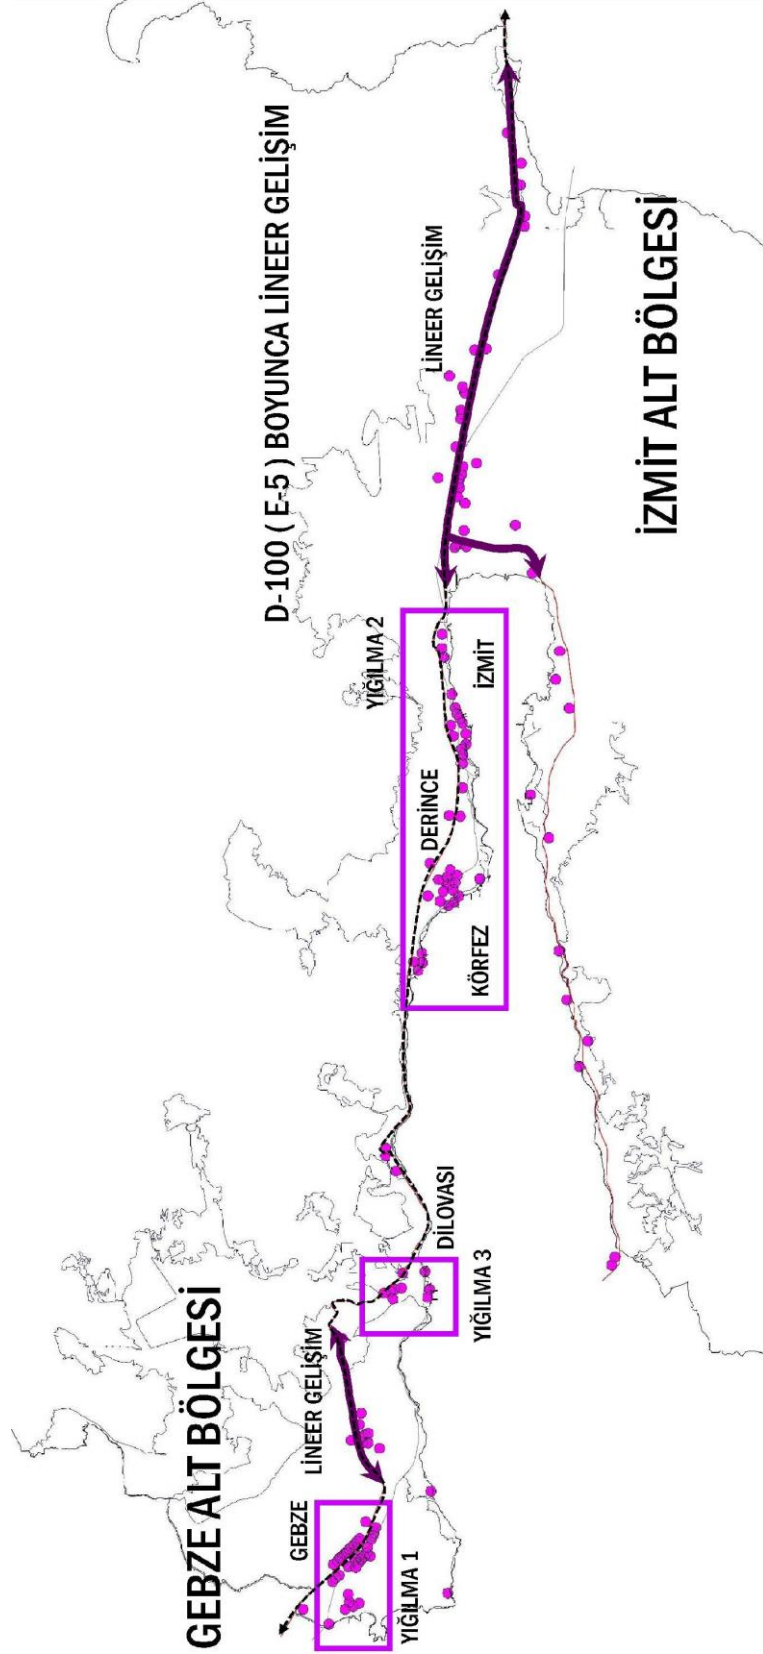 D-100 ( E-5 ) BOYUNCA LİNEER GELİŞİM
GEBZE ALT BÖLGESİ
LİNEER GELİŞİM
GEBZE
YIĞILMA 1
YIĞILMA 3
DİLOVASI
YIĞILMA 2
KÖRFEZ
DERİNCE
İZMİT
LİNEER GELİŞİM
İZMİT ALT BÖLGESİ